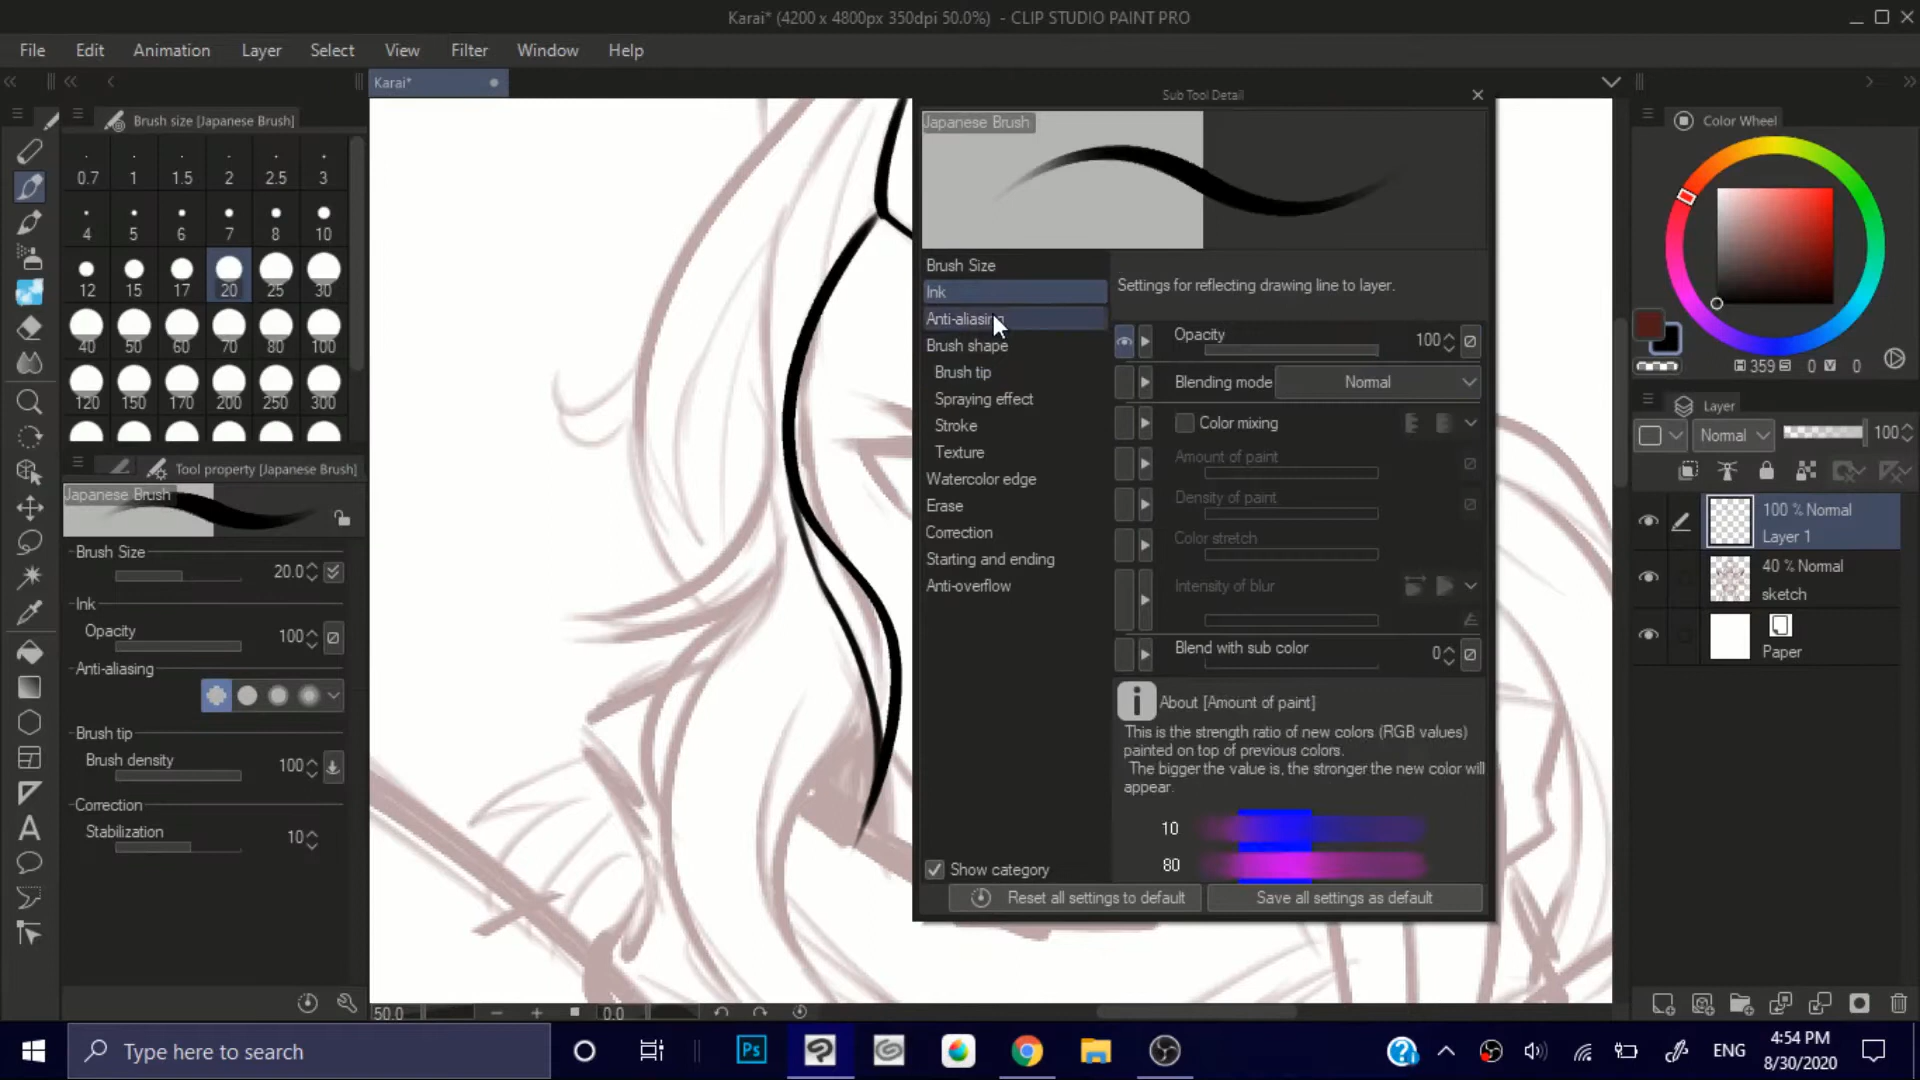 Karai* (4200 x 4800px 350dpi 50.0%) - CLIP STUDIO PAINT PRO
File Edit Animation Layer Select View Filter Window Help
Karai*
Brush size [Japanese Brush]
0.7 1 1.5 2 2.5 3
4 5 6 7 8 10
12 15 17 20 25 30
40 50 60 70 80 100
120 150 170 200 250 300
Tool property [Japanese Brush]
Japanese Brush
Brush Size
20.0
Ink
Opacity 100
Anti-aliasing
Brush tip
Brush density 100
Correction
Stabilization 10
Sub Tool Detail
Japanese Brush
Brush Size
Ink
Anti-aliasing
Brush shape
Brush tip
Spraying effect
Stroke
Texture
Watercolor edge
Erase
Correction
Starting and ending
Anti-overflow
Show category
Settings for reflecting drawing line to layer.
Opacity 100
Blending mode Normal
Color mixing
Amount of paint
Density of paint
Color stretch
Intensity of blur
Blend with sub color 0
About [Amount of paint]
This is the strength ratio of new colors (RGB values)
painted on top of previous colors.
The bigger the value is, the stronger the new color will
appear.
10
80
Reset all settings to default Save all settings as default
Color Wheel
H 359 S 0 V 0
Layer
Normal 100
100 % Normal
Layer 1
40 % Normal
sketch
Paper
50.0 0.0
Type here to search
Ps
ENG
4:54 PM
8/30/2020